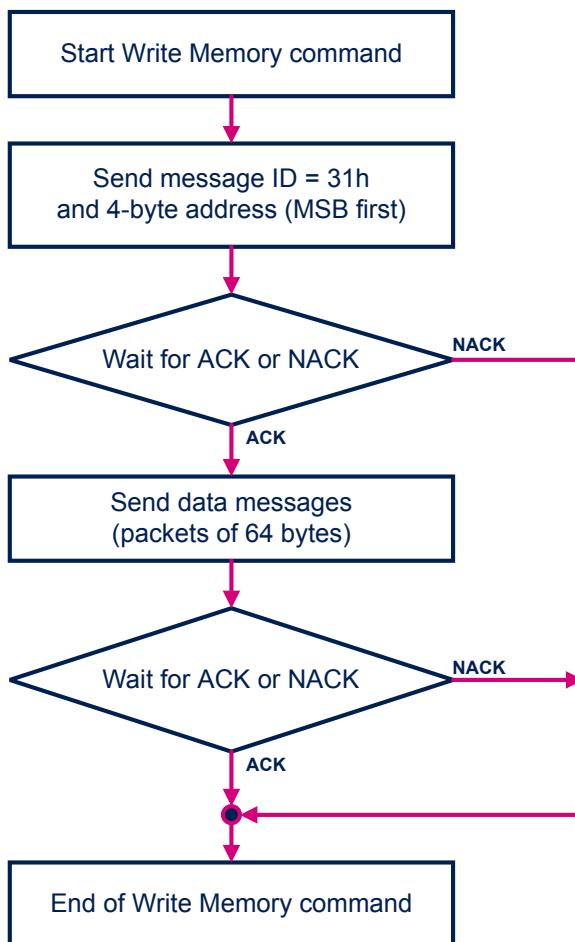 Start Write Memory command
Send message ID = 31h
and 4-byte address (MSB first)
Wait for ACK or NACK
NACK
ACK
Send data messages
(packets of 64 bytes)
Wait for ACK or NACK
NACK
ACK
End of Write Memory command